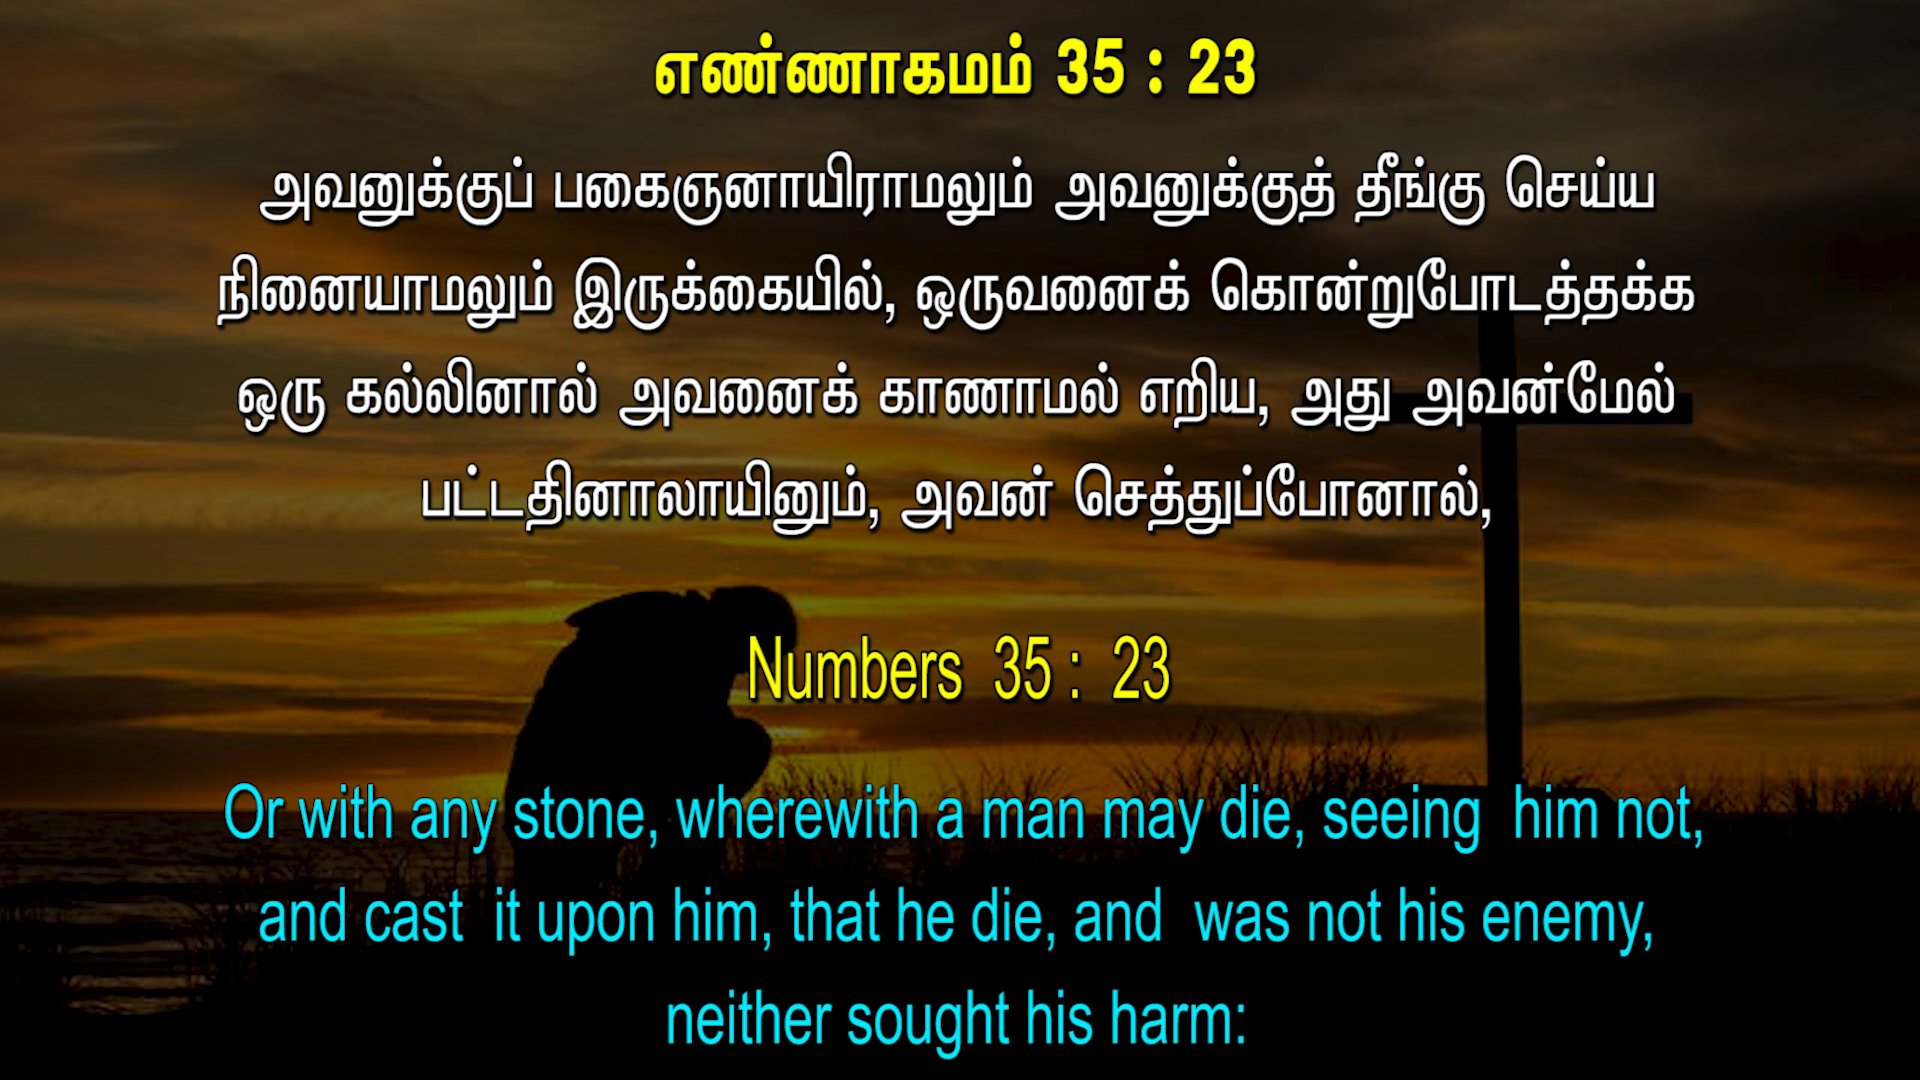 எண்ணாகமம் 35 : 23
அவனுக்குப் பகைஞனாயிராமலும் அவனுக்குத் தீங்கு செய்ய
நினையாமலும் இருக்கையில், ஒருவனைக் கொன்றுபோடத்தக்க
ஒரு கல்லினால் அவனைக் காணாமல் எறிய, அது அவன்மேல்
பட்டதினாலாயினும், அவன் செத்துப்போனால்,
Numbers 35 : 23
Or with any stone, wherewith a man may die, seeing him not,
and cast it upon him, that he die, and was not his enemy,
neither sought his harm: